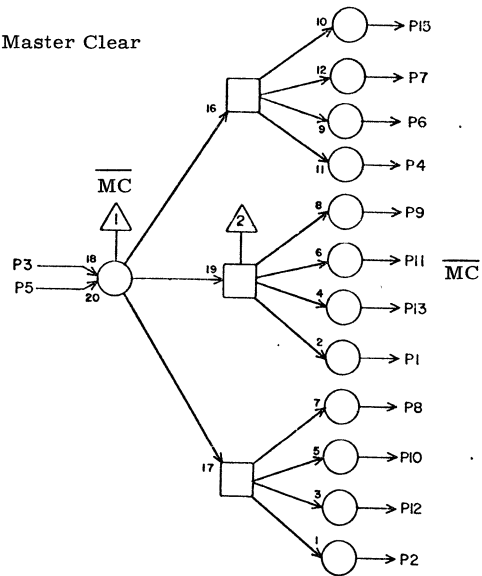 Master Clear
10 P15
12 P7
16
9 P6
11 P4
MC
1
2
8 P9
P3 18
19
6 P11 MC
P5 20
4 P13
2 P1
7 P8
17
5 P10
3 P12
1 P2